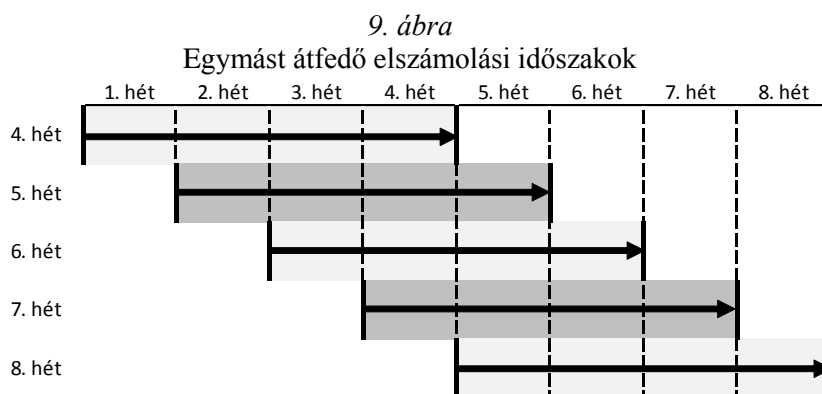 9. ábra
Egymást átfedő elszámolási időszakok
1. hét 2. hét 3. hét 4. hét 5. hét 6. hét 7. hét 8. hét
4. hét
5. hét
6. hét
7. hét
8. hét